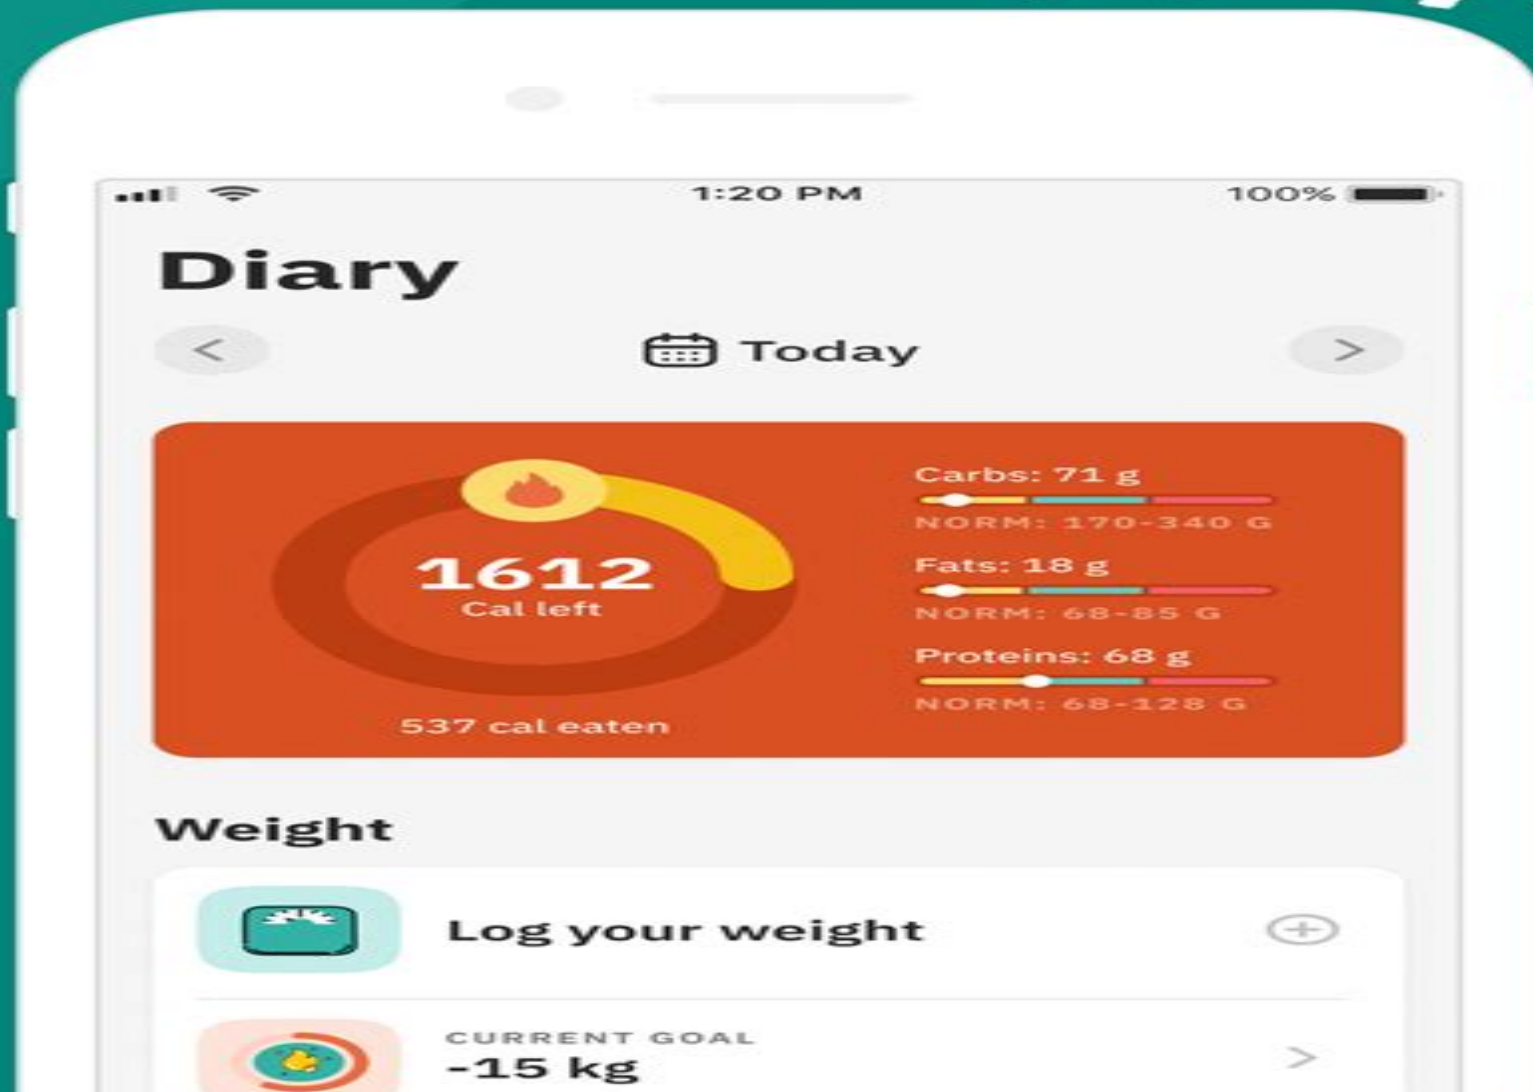 1:20 PM 100%
Diary
Today
1612
Cal left
537 cal eaten
Carbs: 71 g
NORM: 170-340 G
Fats: 18 g
NORM: 68-85 G
Proteins: 68 g
NORM: 68-128 G
Weight
Log your weight
CURRENT GOAL
-15 kg